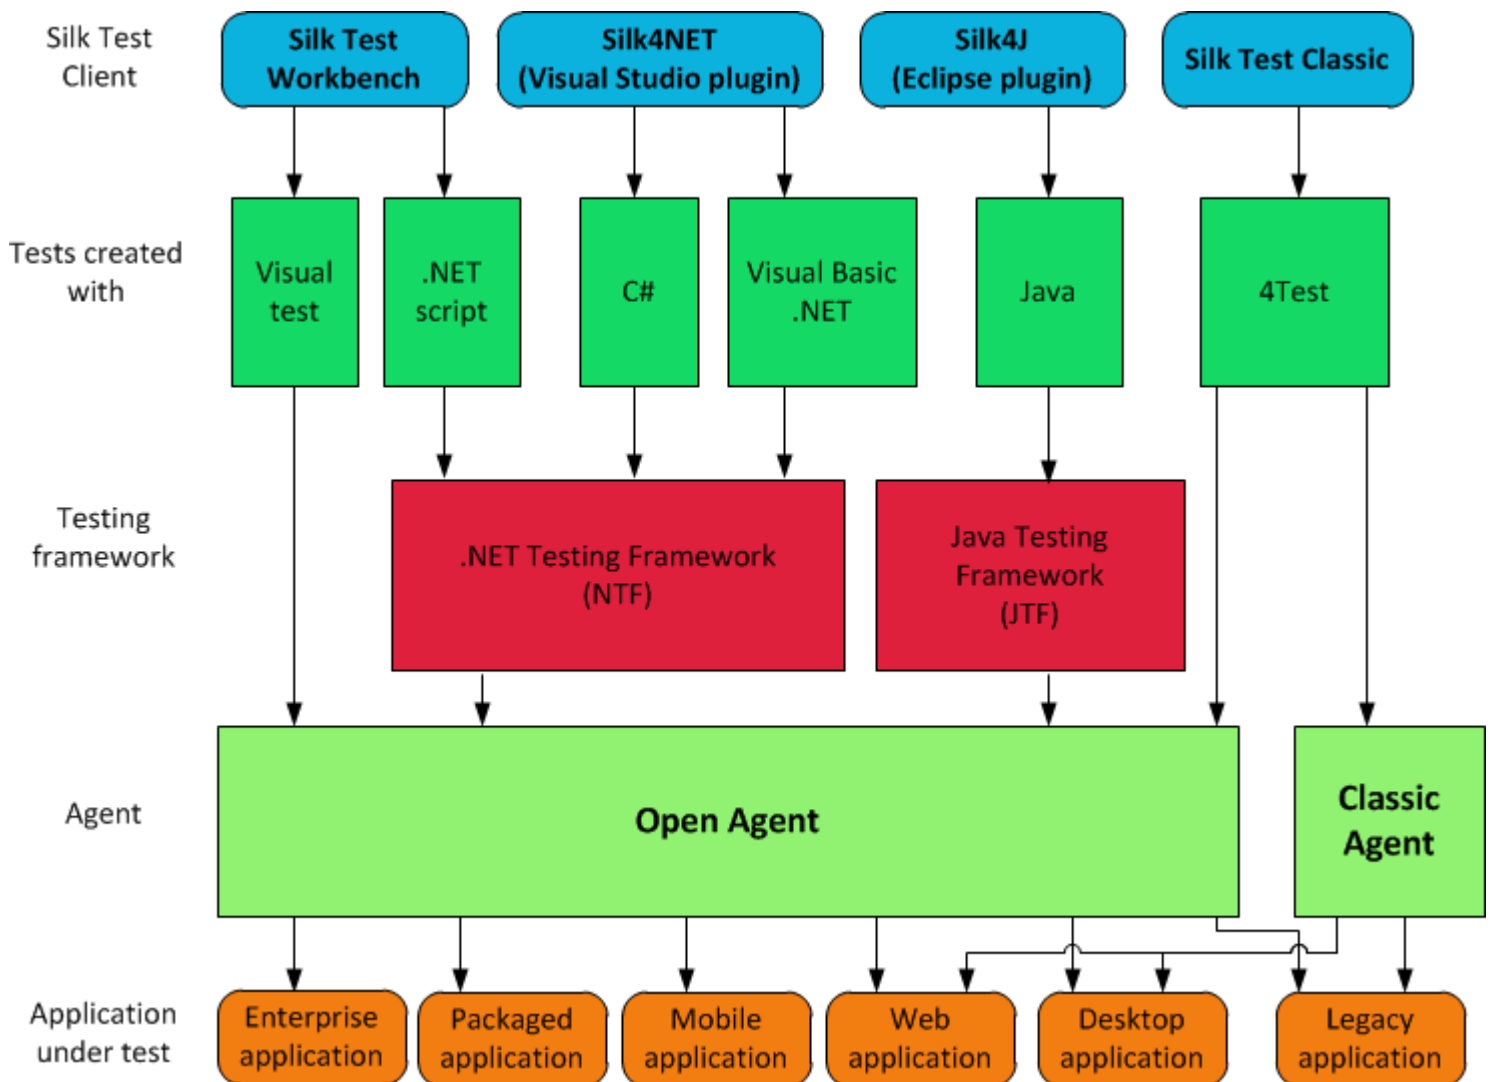 Silk Test
Client
Silk Test
Workbench
Silk4NET
(Visual Studio plugin)
Silk4J
(Eclipse plugin)
Silk Test Classic
Tests created
with
Visual
test
.NET
script
C#
Visual Basic
.NET
Java
4Test
Testing
framework
.NET Testing Framework
(NTF)
Java Testing
Framework
(JTF)
Agent
Open Agent
Classic
Agent
Application
under test
Enterprise
application
Packaged
application
Mobile
application
Web
application
Desktop
application
Legacy
application